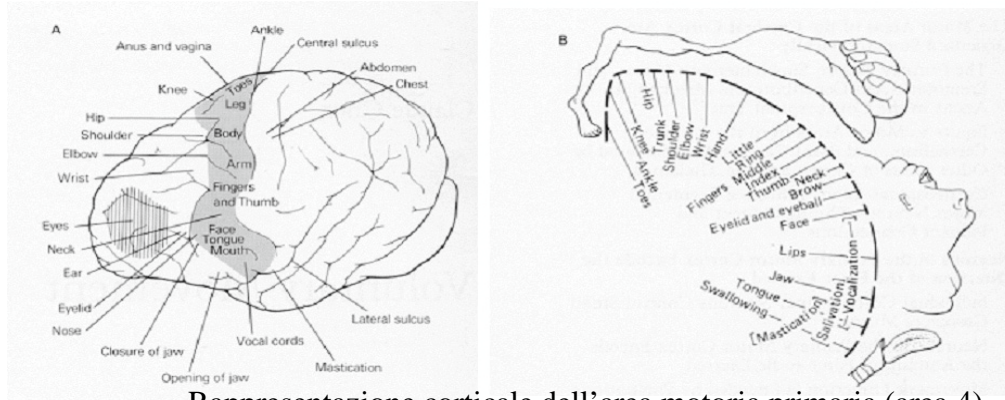 A
Ankle
Anus and vagina
Central sulcus
Abdomen
Knee
Toes
Chest
Leg
Hip
Body
Shoulder
Elbow
Arm
Wrist
Fingers
and Thumb
Eyes
Face
Neck
Tongue
Mouth
Ear
Eyelid
Lateral sulcus
Nose
Vocal cords
Closure of jaw
Mastication
Opening of jaw
B
Hip
Trunk
Shoulder
Elbow
Wrist
Hand
Little
Ring
Middle
Index
Thumb
Fingers
Neck
Brow
Knee
Ankle
Toes
Eyelid and eyeball
Face
Lips
Jaw
Tongue
Swallowing
[Mastication]
Salivation]
Vocalization]
Rappresentazione corticale dell'area motoria primaria (area 4)